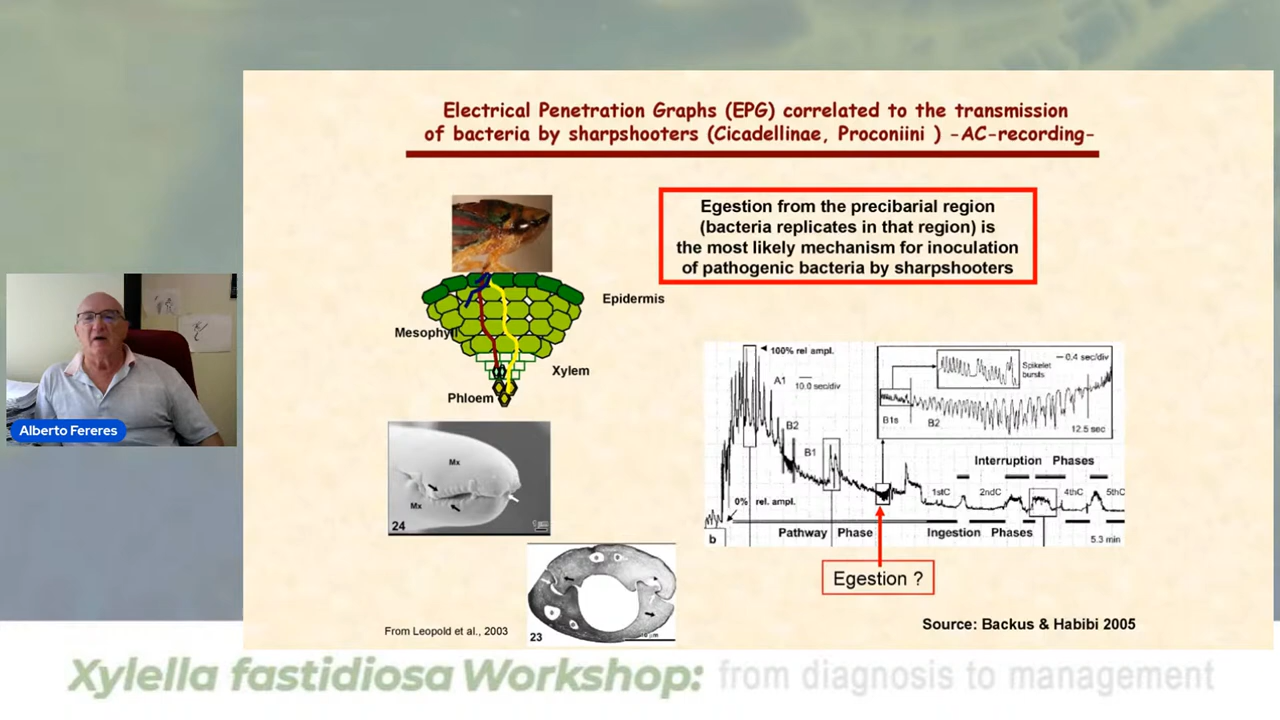 Electrical Penetration Graphs (EPG) correlated to the transmission
of bacteria by sharpshooters (Cicadellinae, Proconiini ) -AC-recording-
Egestion from the precibarial region
(bacteria replicates in that region) is
the most likely mechanism for inoculation
of pathogenic bacteria by sharpshooters
Epidermis
Mesophyll
Xylem
Phloem
Alberto Fereres
Mx
Mx
24
23
From Leopold et al., 2003
100% rel ampl.
A1
10.0 sec/div
B2
B1
0.4 sec/div
Spikelet
bursts
B1s
B2
12.5 sec
Interruption Phases
0% rel. ampl.
1stC
2ndC
4thC
5thC
b
Pathway Phase
Ingestion Phases
5.3 min
Egestion ?
Source: Backus & Habibi 2005
Xylella fastidiosa Workshop: from diagnosis to management